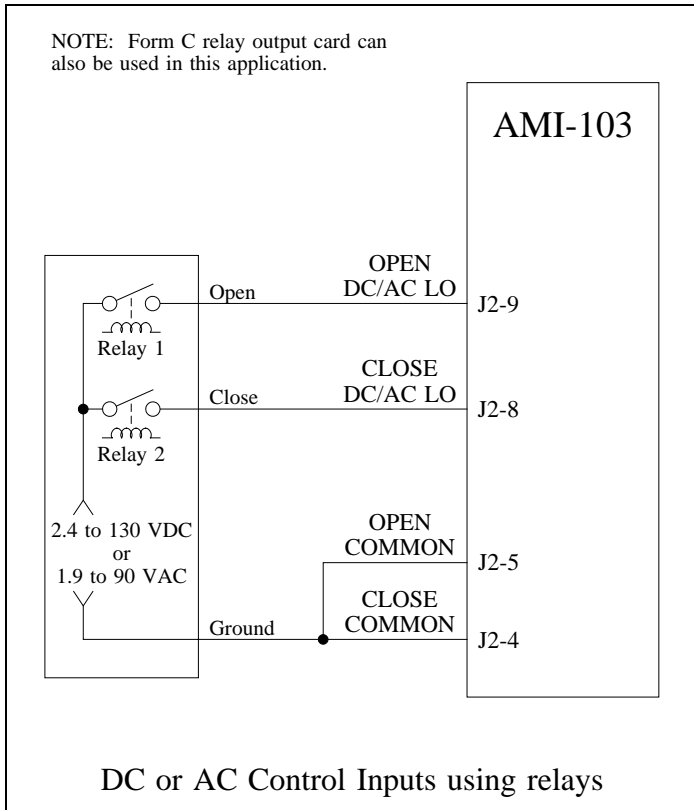 NOTE: Form C relay output card can
also be used in this application.
AMI-103
OPEN
DC/AC LO
Open
J2-9
Relay 1
CLOSE
DC/AC LO
Close
J2-8
Relay 2
2.4 to 130 VDC
or
1.9 to 90 VAC
OPEN
COMMON
J2-5
CLOSE
COMMON
Ground
J2-4
DC or AC Control Inputs using relays